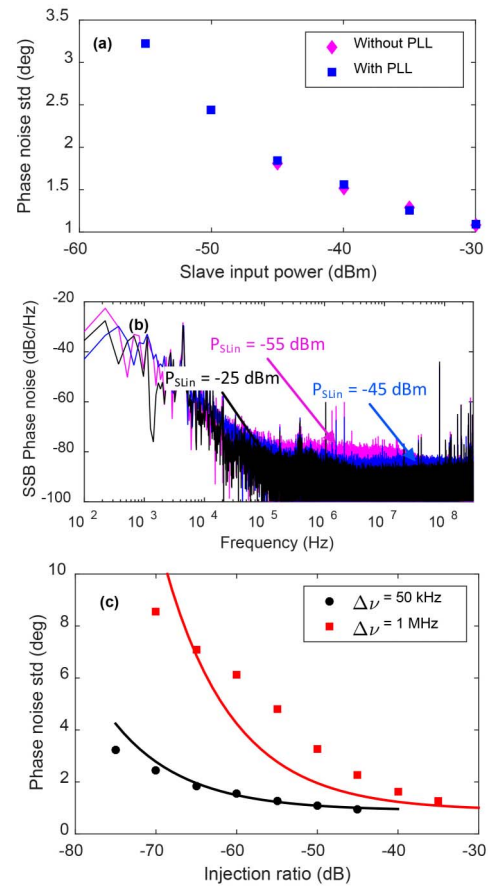 (a)
Without PLL
With PLL
Phase noise std (deg)
3.5
3
2.5
2
1.5
1
-60 -50 -40 -30
Slave input power (dBm)
(b)
SSB Phase noise (dBc/Hz)
-20
-40
-60
-80
-100
P_SLin = -55 dBm
P_SLin = -25 dBm
P_SLin = -45 dBm
10^2 10^3 10^4 10^5 10^6 10^7 10^8
Frequency (Hz)
(c)
Δν = 50 kHz
Δν = 1 MHz
Phase noise std (deg)
10
8
6
4
2
0
-80 -70 -60 -50 -40 -30
Injection ratio (dB)